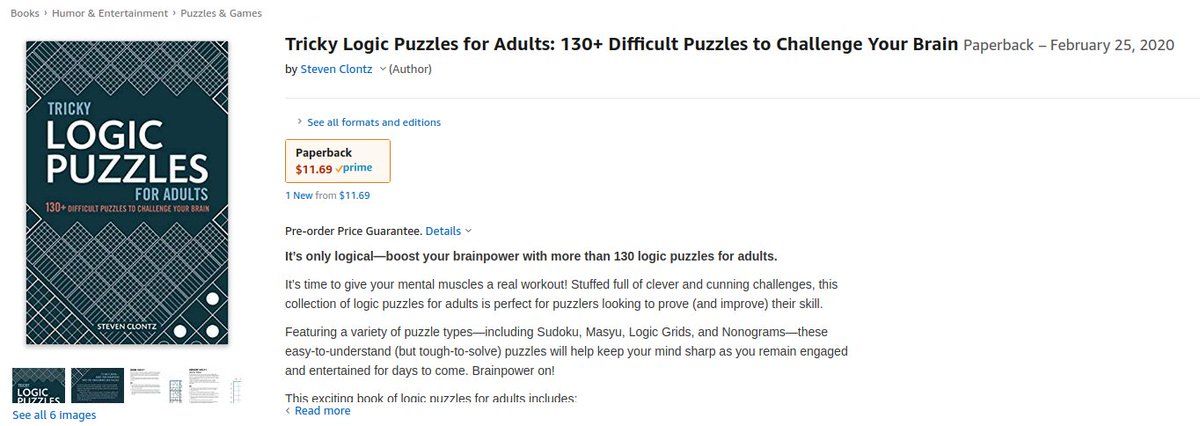 Books › Humor & Entertainment › Puzzles & Games
TRICKY
LOGIC
PUZZLES
FOR ADULTS
130+ DIFFICULT PUZZLES TO CHALLENGE YOUR BRAIN
STEVEN CLONTZ
TRICKY
LOGIC
PUZZLES
See all 6 images
Tricky Logic Puzzles for Adults: 130+ Difficult Puzzles to Challenge Your Brain Paperback – February 25, 2020
by Steven Clontz (Author)
› See all formats and editions
Paperback
$11.69 prime
1 New from $11.69
Pre-order Price Guarantee. Details
It's only logical—boost your brainpower with more than 130 logic puzzles for adults.
It's time to give your mental muscles a real workout! Stuffed full of clever and cunning challenges, this
collection of logic puzzles for adults is perfect for puzzlers looking to prove (and improve) their skill.
Featuring a variety of puzzle types—including Sudoku, Masyu, Logic Grids, and Nonograms—these
easy-to-understand (but tough-to-solve) puzzles will help keep your mind sharp as you remain engaged
and entertained for days to come. Brainpower on!
This exciting book of logic puzzles for adults includes:
‹ Read more